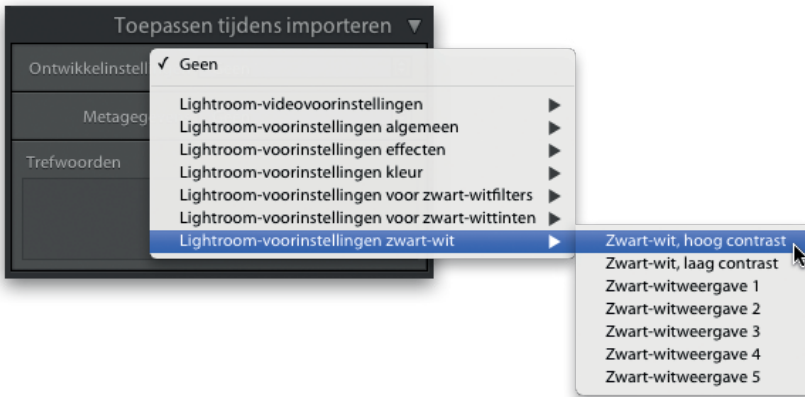 Toepassen tijdens importeren ▼
Ontwikkelinstell
✓ Geen
Metageg
Lightroom-videovoorinstellingen ▶
Lightroom-voorinstellingen algemeen ▶
Lightroom-voorinstellingen effecten ▶
Trefwoorden
Lightroom-voorinstellingen kleur ▶
Lightroom-voorinstellingen voor zwart-witfilters ▶
Lightroom-voorinstellingen voor zwart-wittinten ▶
Lightroom-voorinstellingen zwart-wit ▶
Zwart-wit, hoog contrast
Zwart-wit, laag contrast
Zwart-witweergave 1
Zwart-witweergave 2
Zwart-witweergave 3
Zwart-witweergave 4
Zwart-witweergave 5